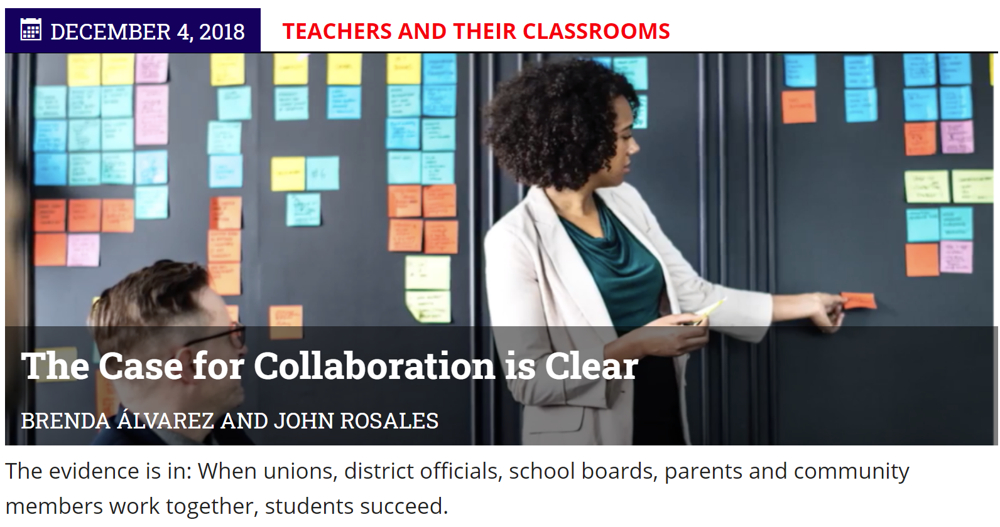 DECEMBER 4, 2018
TEACHERS AND THEIR CLASSROOMS
The Case for Collaboration is Clear
BRENDA ÁLVAREZ AND JOHN ROSALES
The evidence is in: When unions, district officials, school boards, parents and community
members work together, students succeed.